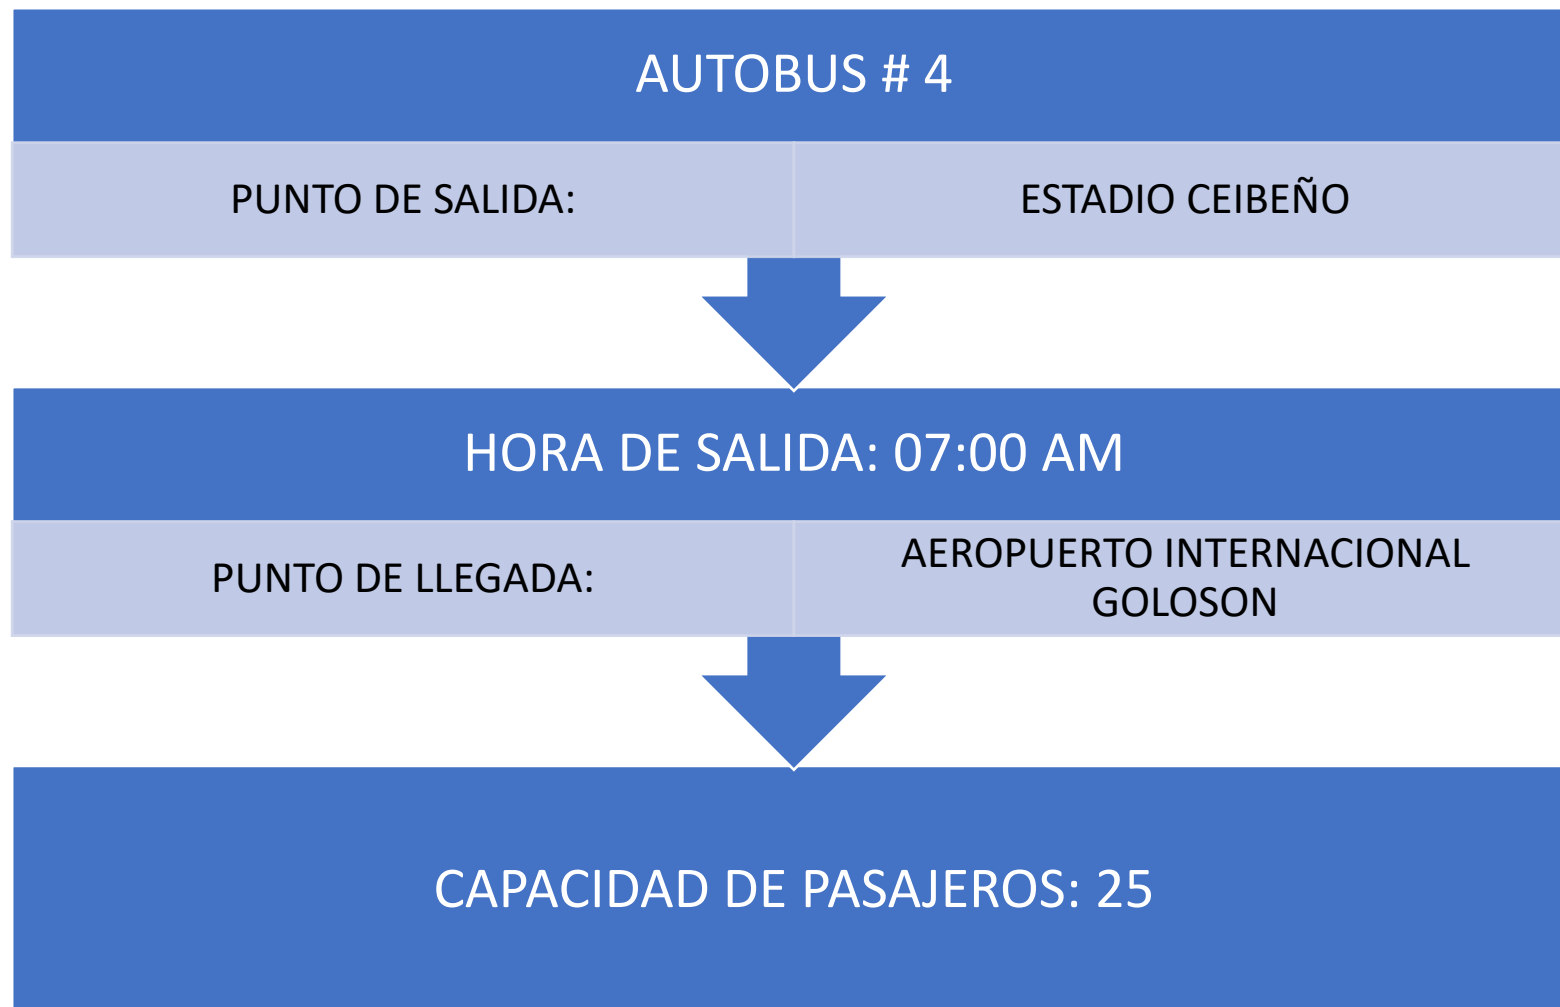 AUTOBUS # 4
PUNTO DE SALIDA:
ESTADIO CEIBEÑO
HORA DE SALIDA: 07:00 AM
PUNTO DE LLEGADA:
AEROPUERTO INTERNACIONAL
GOLOSON
CAPACIDAD DE PASAJEROS: 25